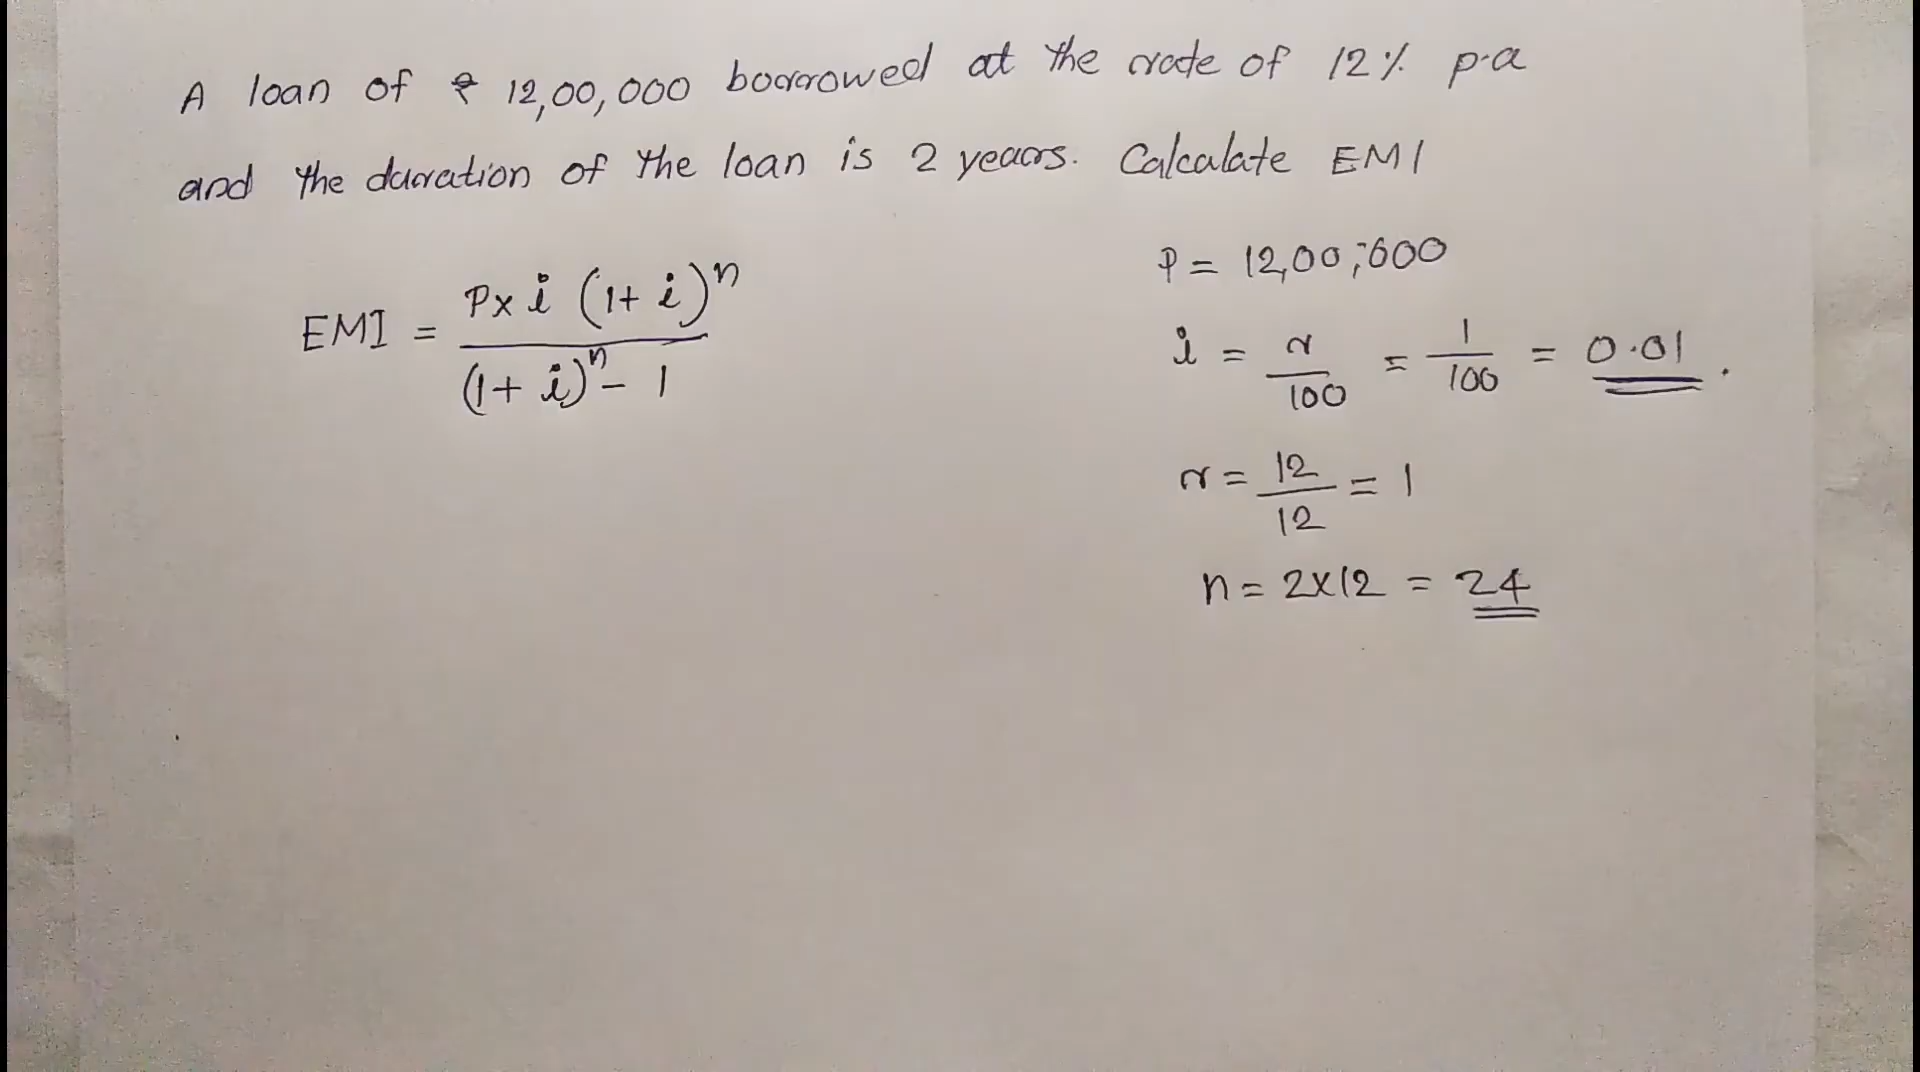 A loan of ₹ 12,00,000 borrowed at the rate of 12% p.a
and the duration of the loan is 2 years. Calculate EMI
EMI = P x i (1+ i)^n / (1+ i)^n - 1
P = 12,00,000
i = r/100 = 1/100 = 0.01.
r = 12/12 = 1
n = 2x12 = 24